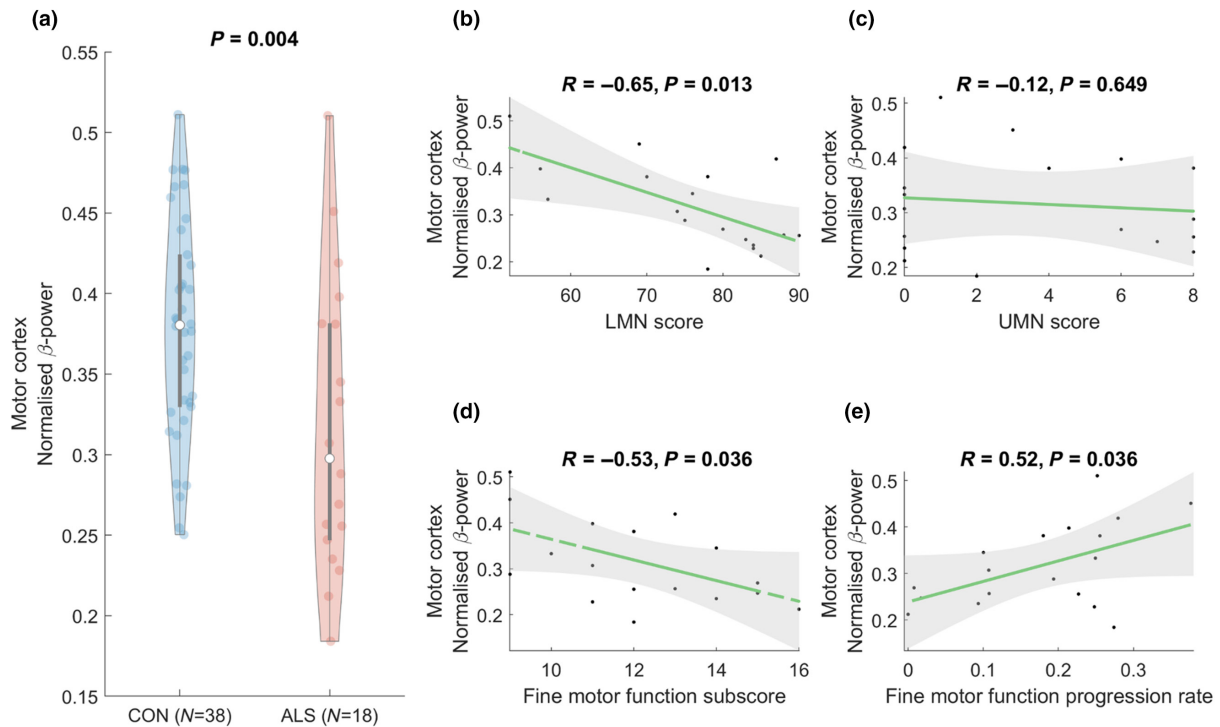 (a)
P = 0.004
0.55
0.5
0.45
0.4
0.35
0.3
0.25
0.2
0.15
Motor cortex
Normalised β-power
CON (N=38)
ALS (N=18)
(b)
R = −0.65, P = 0.013
0.5
0.4
0.3
0.2
Motor cortex
Normalised β-power
60
70
80
90
LMN score
(c)
R = −0.12, P = 0.649
0.5
0.4
0.3
0.2
Motor cortex
Normalised β-power
0
2
4
6
8
UMN score
(d)
R = −0.53, P = 0.036
0.5
0.4
0.3
0.2
Motor cortex
Normalised β-power
10
12
14
16
Fine motor function subscore
(e)
R = 0.52, P = 0.036
0.5
0.4
0.3
0.2
Motor cortex
Normalised β-power
0
0.1
0.2
0.3
Fine motor function progression rate